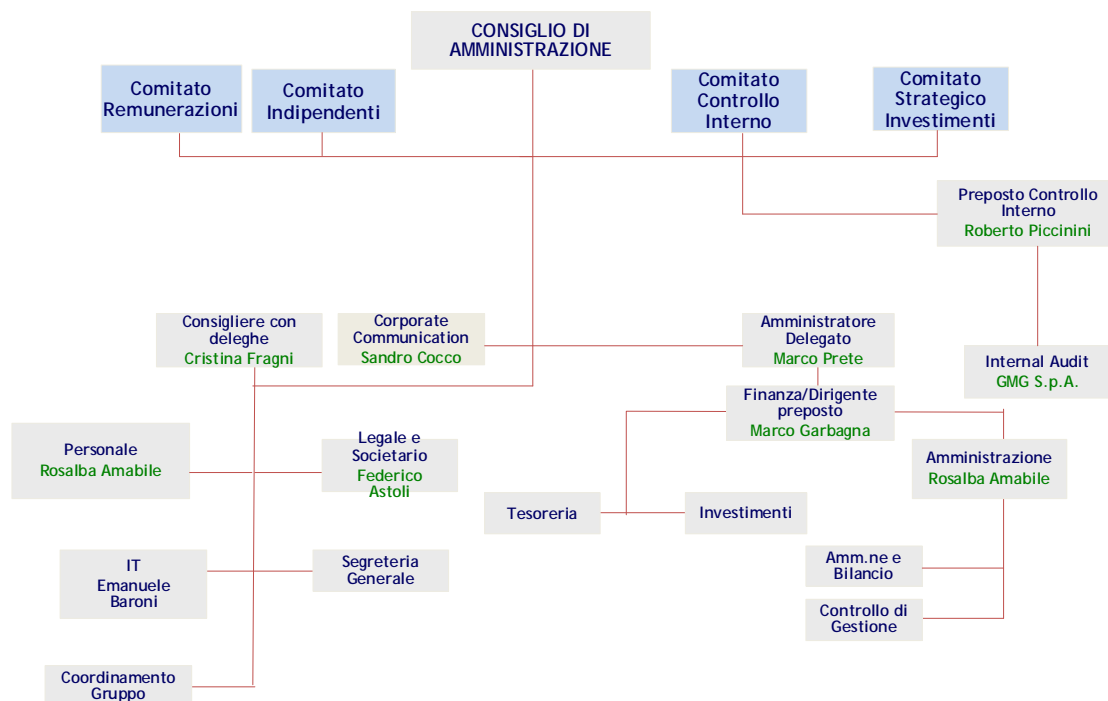 CONSIGLIO DI
AMMINISTRAZIONE
Comitato
Remunerazioni
Comitato
Indipendenti
Comitato
Controllo
Interno
Comitato
Strategico
Investimenti
Preposto Controllo
Interno
Roberto Piccinini
Consigliere con
deleghe
Cristina Fragni
Corporate
Communication
Sandro Cocco
Amministratore
Delegato
Marco Prete
Internal Audit
GMG S.p.A.
Finanza/Dirigente
preposto
Marco Garbagna
Personale
Rosalba Amabile
Legale e
Societario
Federico
Astoli
Amministrazione
Rosalba Amabile
Tesoreria
Investimenti
IT
Emanuele
Baroni
Segreteria
Generale
Amm.ne e
Bilancio
Controllo di
Gestione
Coordinamento
Gruppo